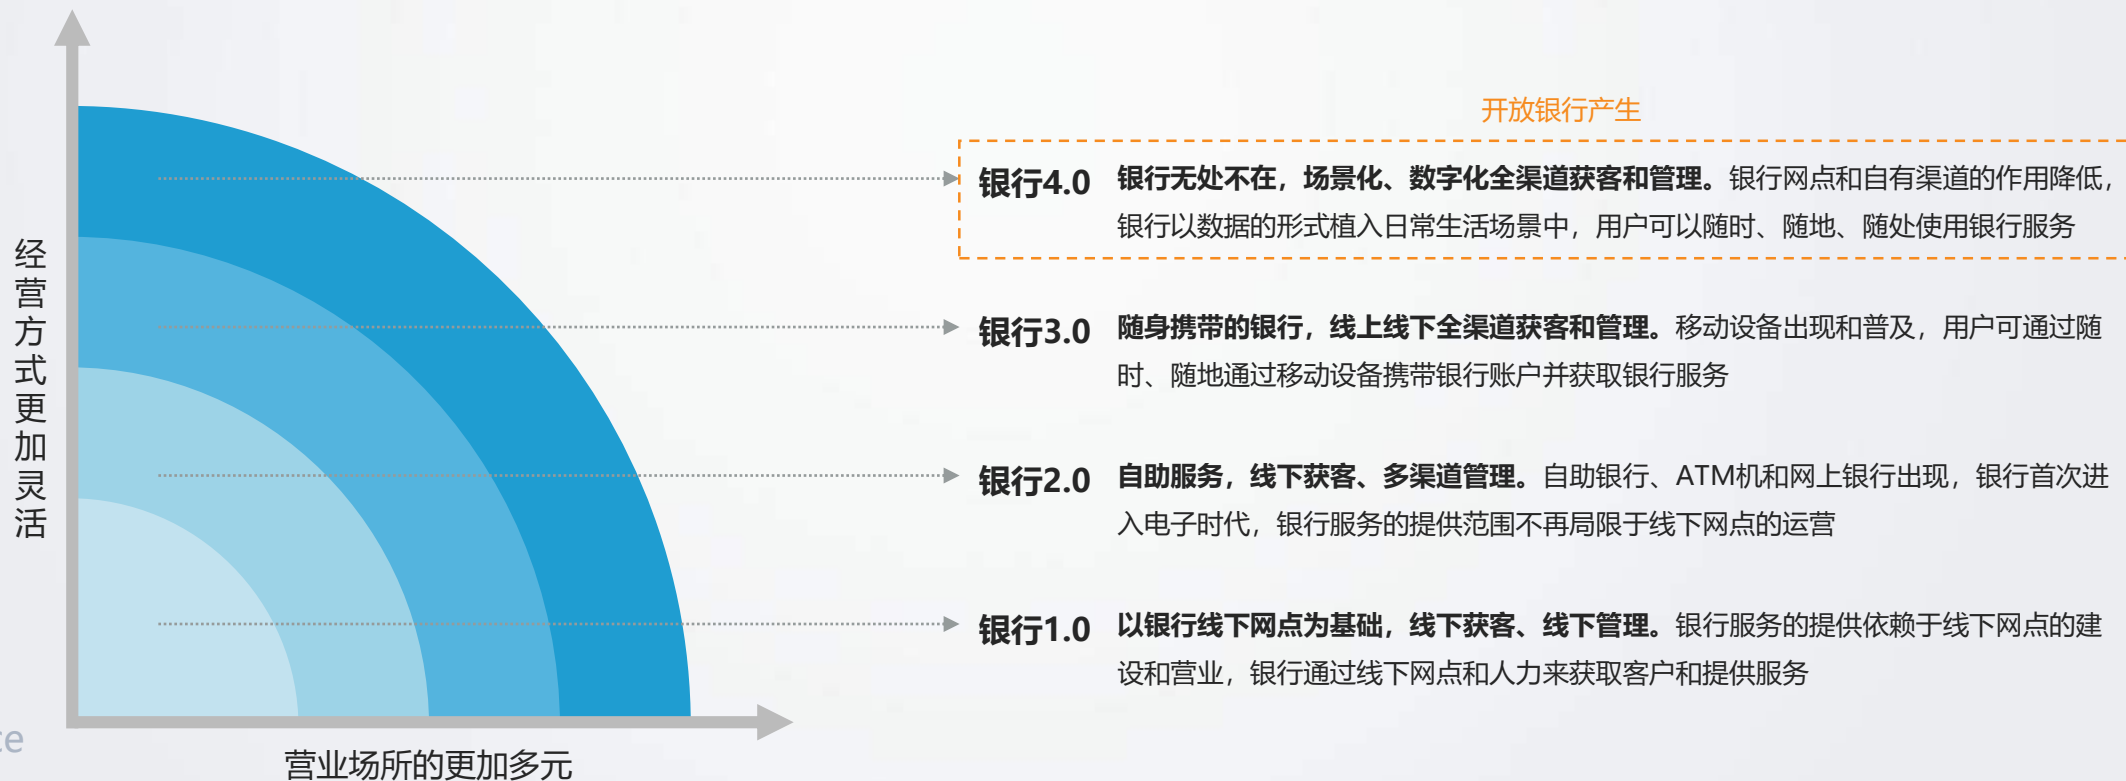 经营方式更加灵活
开放银行产生
银行4.0
银行无处不在，场景化、数字化全渠道获客和管理。银行网点和自有渠道的作用降低，
银行以数据的形式植入日常生活场景中，用户可以随时、随地、随处使用银行服务
银行3.0
随身携带的银行，线上线下全渠道获客和管理。移动设备出现和普及，用户可通过随
时、随地通过移动设备携带银行账户并获取银行服务
银行2.0
自助服务，线下获客、多渠道管理。自助银行、ATM机和网上银行出现，银行首次进
入电子时代，银行服务的提供范围不再局限于线下网点的运营
银行1.0
以银行线下网点为基础，线下获客、线下管理。银行服务的提供依赖于线下网点的建
设和营业，银行通过线下网点和人力来获取客户和提供服务
营业场所的更加多元